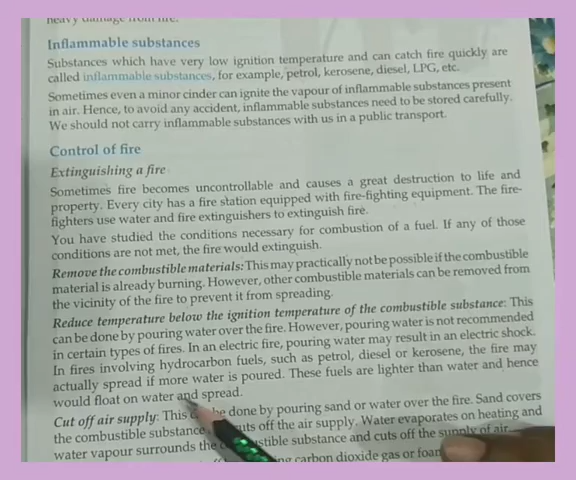 heavy damage from fire.
Inflammable substances
Substances which have very low ignition temperature and can catch fire quickly are
called inflammable substances, for example, petrol, kerosene, diesel, LPG, etc.
Sometimes even a minor cinder can ignite the vapour of inflammable substances present
in air. Hence, to avoid any accident, inflammable substances need to be stored carefully.
We should not carry inflammable substances with us in a public transport.
Control of fire
Extinguishing a fire
Sometimes fire becomes uncontrollable and causes a great destruction to life and
property. Every city has a fire station equipped with fire-fighting equipment. The fire-
fighters use water and fire extinguishers to extinguish fire.
You have studied the conditions necessary for combustion of a fuel. If any of those
conditions are not met, the fire would extinguish.
Remove the combustible materials: This may practically not be possible if the combustible
material is already burning. However, other combustible materials can be removed from
the vicinity of the fire to prevent it from spreading.
Reduce temperature below the ignition temperature of the combustible substance: This
can be done by pouring water over the fire. However, pouring water is not recommended
in certain types of fires. In an electric fire, pouring water may result in an electric shock.
In fires involving hydrocarbon fuels, such as petrol, diesel or kerosene, the fire may
actually spread if more water is poured. These fuels are lighter than water and hence
would float on water and spread.
Cut off air supply: This be done by pouring sand or water over the fire. Sand covers
the combustible substance cuts off the air supply. Water evaporates on heating and
water vapour surrounds the substance and cuts off the supply of air.
carbon dioxide gas or foam